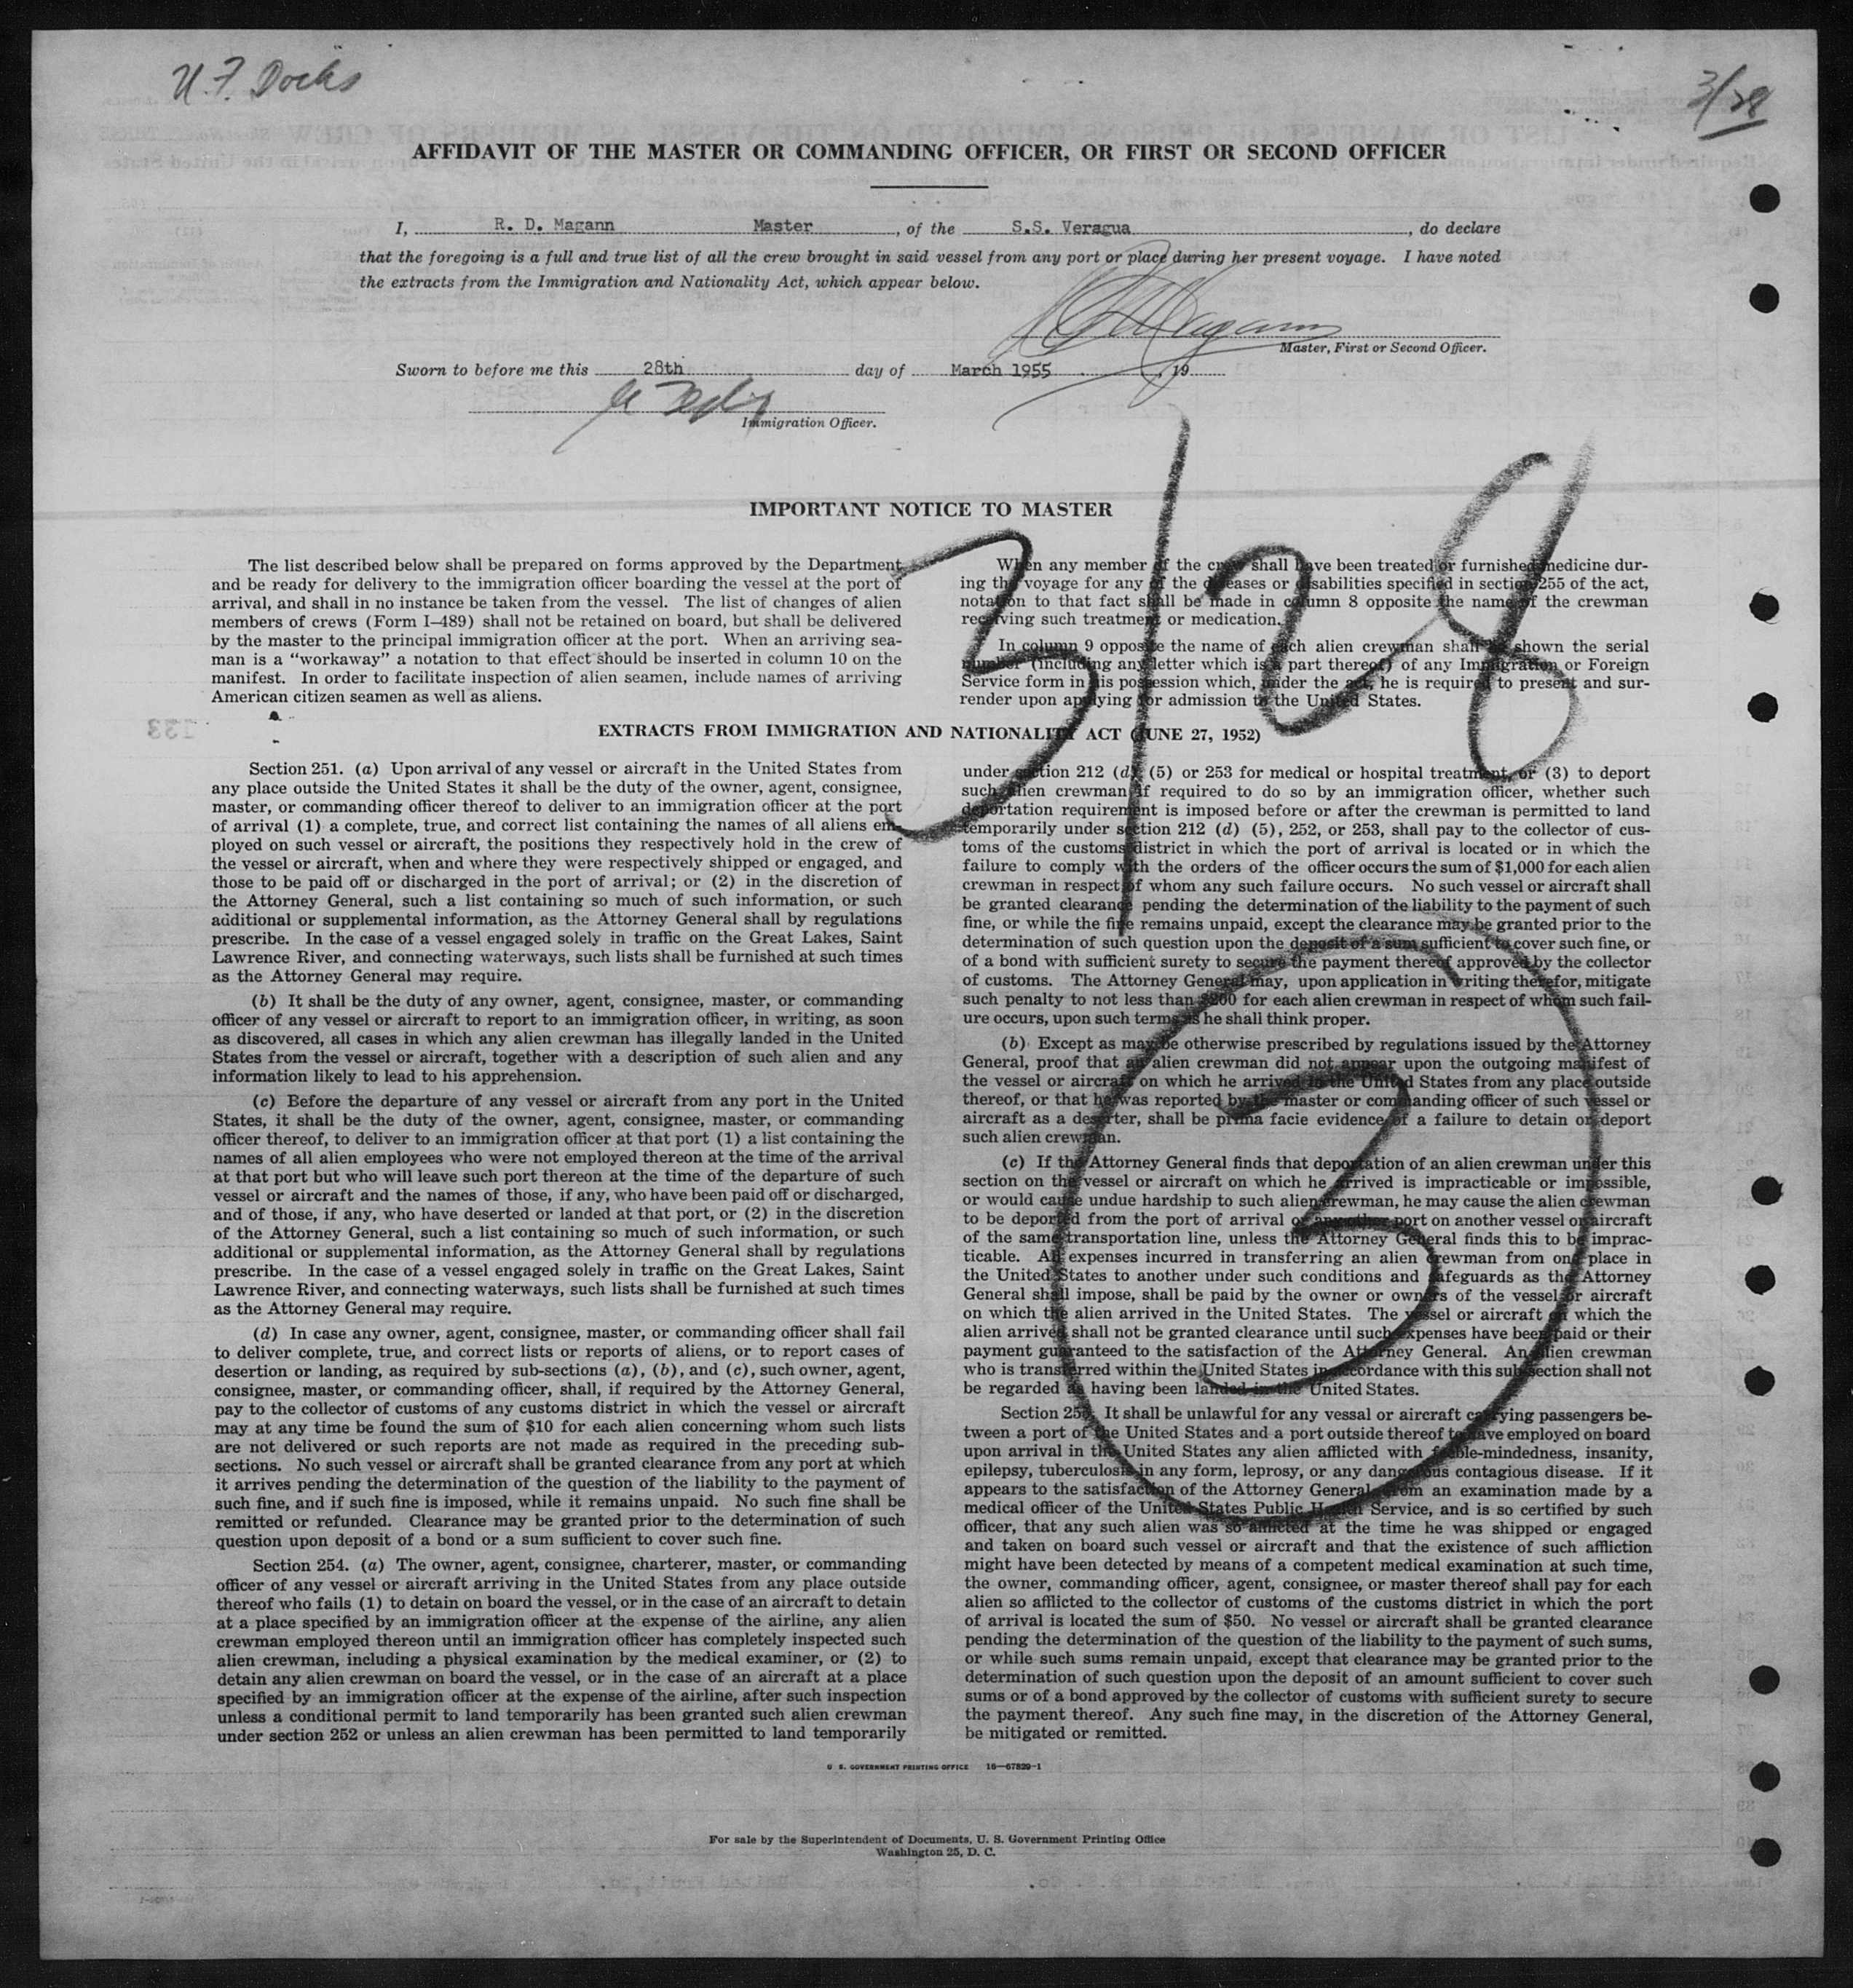 U. F. Docks
3/28
AFFIDAVIT OF THE MASTER OR COMMANDING OFFICER, OR FIRST OR SECOND OFFICER
I, R. D. Magann Master , of the S.S. Veragua , do declare
that the foregoing is a full and true list of all the crew brought in said vessel from any port or place during her present voyage. I have noted
the extracts from the Immigration and Nationality Act, which appear below.
R D Magann
Master, First or Second Officer.
Sworn to before me this 28th day of March 1955 , 19
Immigration Officer.
3/28
3
IMPORTANT NOTICE TO MASTER
The list described below shall be prepared on forms approved by the Department
and be ready for delivery to the immigration officer boarding the vessel at the port of
arrival, and shall in no instance be taken from the vessel. The list of changes of alien
members of crews (Form I–489) shall not be retained on board, but shall be delivered
by the master to the principal immigration officer at the port. When an arriving sea-
man is a “workaway” a notation to that effect should be inserted in column 10 on the
manifest. In order to facilitate inspection of alien seamen, include names of arriving
American citizen seamen as well as aliens.
When any member of the crew shall have been treated or furnished medicine dur-
ing the voyage for any of the diseases or disabilities specified in section 255 of the act,
notation to that fact shall be made in column 8 opposite the name of the crewman
receiving such treatment or medication.
In column 9 opposite the name of each alien crewman shall be shown the serial
number (including any letter which is a part thereof) of any Immigration or Foreign
Service form in his possession which, under the act, he is required to present and sur-
render upon applying for admission to the United States.
EXTRACTS FROM IMMIGRATION AND NATIONALITY ACT (JUNE 27, 1952)
Section 251. (a) Upon arrival of any vessel or aircraft in the United States from
any place outside the United States it shall be the duty of the owner, agent, consignee,
master, or commanding officer thereof to deliver to an immigration officer at the port
of arrival (1) a complete, true, and correct list containing the names of all aliens em-
ployed on such vessel or aircraft, the positions they respectively hold in the crew of
the vessel or aircraft, when and where they were respectively shipped or engaged, and
those to be paid off or discharged in the port of arrival; or (2) in the discretion of
the Attorney General, such a list containing so much of such information, or such
additional or supplemental information, as the Attorney General shall by regulations
prescribe. In the case of a vessel engaged solely in traffic on the Great Lakes, Saint
Lawrence River, and connecting waterways, such lists shall be furnished at such times
as the Attorney General may require.
(b) It shall be the duty of any owner, agent, consignee, master, or commanding
officer of any vessel or aircraft to report to an immigration officer, in writing, as soon
as discovered, all cases in which any alien crewman has illegally landed in the United
States from the vessel or aircraft, together with a description of such alien and any
information likely to lead to his apprehension.
(c) Before the departure of any vessel or aircraft from any port in the United
States, it shall be the duty of the owner, agent, consignee, master, or commanding
officer thereof, to deliver to an immigration officer at that port (1) a list containing the
names of all alien employees who were not employed thereon at the time of the arrival
at that port but who will leave such port thereon at the time of the departure of such
vessel or aircraft and the names of those, if any, who have been paid off or discharged,
and of those, if any, who have deserted or landed at that port, or (2) in the discretion
of the Attorney General, such a list containing so much of such information, or such
additional or supplemental information, as the Attorney General shall by regulations
prescribe. In the case of a vessel engaged solely in traffic on the Great Lakes, Saint
Lawrence River, and connecting waterways, such lists shall be furnished at such times
as the Attorney General may require.
(d) In case any owner, agent, consignee, master, or commanding officer shall fail
to deliver complete, true, and correct lists or reports of aliens, or to report cases of
desertion or landing, as required by sub-sections (a), (b), and (c), such owner, agent,
consignee, master, or commanding officer, shall, if required by the Attorney General,
pay to the collector of customs of any customs district in which the vessel or aircraft
may at any time be found the sum of $10 for each alien concerning whom such lists
are not delivered or such reports are not made as required in the preceding sub-
sections. No such vessel or aircraft shall be granted clearance from any port at which
it arrives pending the determination of the question of the liability to the payment of
such fine, and if such fine is imposed, while it remains unpaid. No such fine shall be
remitted or refunded. Clearance may be granted prior to the determination of such
question upon deposit of a bond or a sum sufficient to cover such fine.
Section 254. (a) The owner, agent, consignee, charterer, master, or commanding
officer of any vessel or aircraft arriving in the United States from any place outside
thereof who fails (1) to detain on board the vessel, or in the case of an aircraft to detain
at a place specified by an immigration officer at the expense of the airline, any alien
crewman employed thereon until an immigration officer has completely inspected such
alien crewman, including a physical examination by the medical examiner, or (2) to
detain any alien crewman on board the vessel, or in the case of an aircraft at a place
specified by an immigration officer at the expense of the airline, after such inspection
unless a conditional permit to land temporarily has been granted such alien crewman
under section 252 or unless an alien crewman has been permitted to land temporarily
under section 212 (d) (5) or 253 for medical or hospital treatment, or (3) to deport
such alien crewman if required to do so by an immigration officer, whether such
deportation requirement is imposed before or after the crewman is permitted to land
temporarily under section 212 (d) (5), 252, or 253, shall pay to the collector of cus-
toms of the customs district in which the port of arrival is located or in which the
failure to comply with the orders of the officer occurs the sum of $1,000 for each alien
crewman in respect of whom any such failure occurs. No such vessel or aircraft shall
be granted clearance pending the determination of the liability to the payment of such
fine, or while the fine remains unpaid, except the clearance may be granted prior to the
determination of such question upon the deposit of a sum sufficient to cover such fine, or
of a bond with sufficient surety to secure the payment thereof approved by the collector
of customs. The Attorney General may, upon application in writing therefor, mitigate
such penalty to not less than $200 for each alien crewman in respect of whom such fail-
ure occurs, upon such terms as he shall think proper.
(b) Except as may be otherwise prescribed by regulations issued by the Attorney
General, proof that an alien crewman did not appear upon the outgoing manifest of
the vessel or aircraft on which he arrived in the United States from any place outside
thereof, or that he was reported by the master or commanding officer of such vessel or
aircraft as a deserter, shall be prima facie evidence of a failure to detain or deport
such alien crewman.
(c) If the Attorney General finds that deportation of an alien crewman under this
section on the vessel or aircraft on which he arrived is impracticable or impossible,
or would cause undue hardship to such alien crewman, he may cause the alien crewman
to be deported from the port of arrival or any other port on another vessel or aircraft
of the same transportation line, unless the Attorney General finds this to be imprac-
ticable. All expenses incurred in transferring an alien crewman from one place in
the United States to another under such conditions and safeguards as the Attorney
General shall impose, shall be paid by the owner or owners of the vessel or aircraft
on which the alien arrived in the United States. The vessel or aircraft on which the
alien arrived shall not be granted clearance until such expenses have been paid or their
payment guaranteed to the satisfaction of the Attorney General. An alien crewman
who is transferred within the United States in accordance with this subsection shall not
be regarded as having been landed in the United States.
Section 255. It shall be unlawful for any vessal or aircraft carrying passengers be-
tween a port of the United States and a port outside thereof to have employed on board
upon arrival in the United States any alien afflicted with feeble-mindedness, insanity,
epilepsy, tuberculosis in any form, leprosy, or any dangerous contagious disease. If it
appears to the satisfaction of the Attorney General, from an examination made by a
medical officer of the United States Public Health Service, and is so certified by such
officer, that any such alien was so afflicted at the time he was shipped or engaged
and taken on board such vessel or aircraft and that the existence of such affliction
might have been detected by means of a competent medical examination at such time,
the owner, commanding officer, agent, consignee, or master thereof shall pay for each
alien so afflicted to the collector of customs of the customs district in which the port
of arrival is located the sum of $50. No vessel or aircraft shall be granted clearance
pending the determination of the question of the liability to the payment of such sums,
or while such sums remain unpaid, except that clearance may be granted prior to the
determination of such question upon the deposit of an amount sufficient to cover such
sums or of a bond approved by the collector of customs with sufficient surety to secure
the payment thereof. Any such fine may, in the discretion of the Attorney General,
be mitigated or remitted.
U. S. GOVERNMENT PRINTING OFFICE 16—67829-1
For sale by the Superintendent of Documents, U. S. Government Printing Office
Washington 25, D. C.